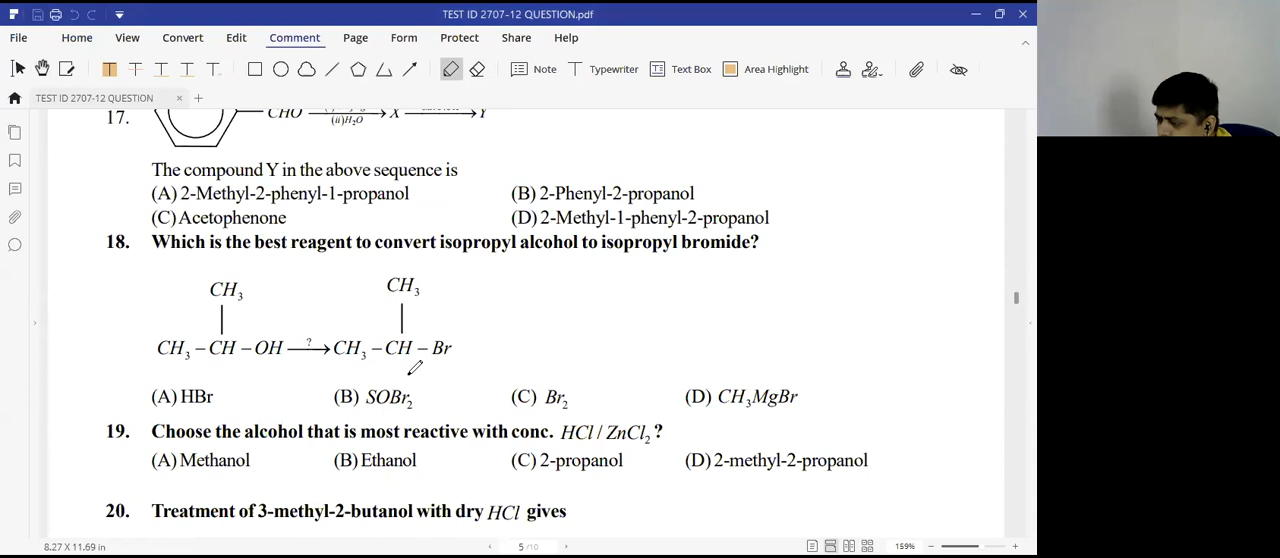 TEST ID 2707-12 QUESTION.pdf
File Home View Convert Edit Comment Page Form Protect Share Help
Note Typewriter Text Box Area Highlight
TEST ID 2707-12 QUESTION
17. CHO (ii)H2O X Y
The compound Y in the above sequence is
(A) 2-Methyl-2-phenyl-1-propanol (B) 2-Phenyl-2-propanol
(C) Acetophenone (D) 2-Methyl-1-phenyl-2-propanol
18. Which is the best reagent to convert isopropyl alcohol to isopropyl bromide?
CH3 CH3
CH3 – CH – OH ⟶ ? CH3 – CH – Br
(A) HBr (B) SOBr2 (C) Br2 (D) CH3MgBr
19. Choose the alcohol that is most reactive with conc. HCl / ZnCl2 ?
(A) Methanol (B) Ethanol (C) 2-propanol (D) 2-methyl-2-propanol
20. Treatment of 3-methyl-2-butanol with dry HCl gives
8.27 X 11.69 in 5 /10 159%